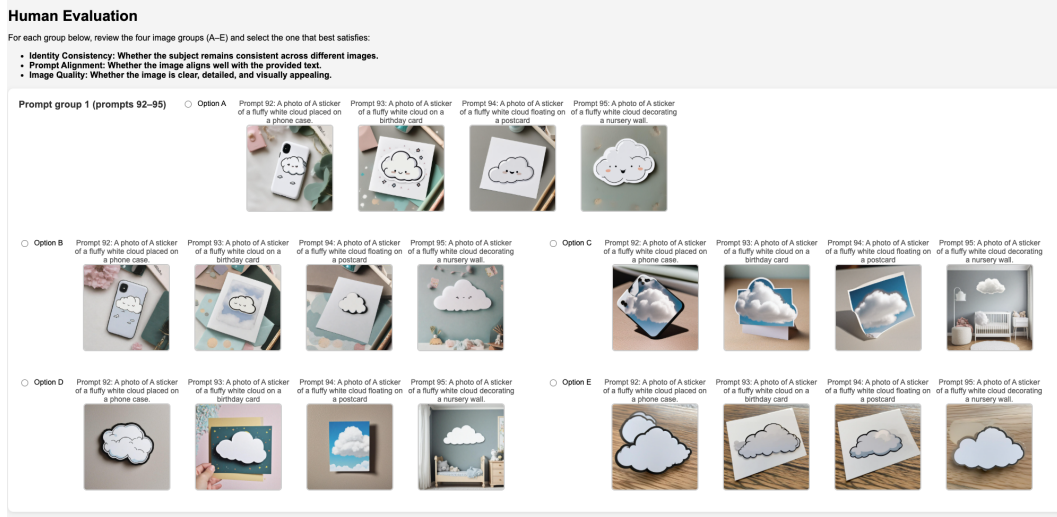 Human Evaluation
For each group below, review the four image groups (A–E) and select the one that best satisfies:
• Identity Consistency: Whether the subject remains consistent across different images.
• Prompt Alignment: Whether the image aligns well with the provided text.
• Image Quality: Whether the image is clear, detailed, and visually appealing.
Prompt group 1 (prompts 92–95)
Option A
Prompt 92: A photo of A sticker
of a fluffy white cloud placed on
a phone case.
Prompt 93: A photo of A sticker
of a fluffy white cloud on a
birthday card
Prompt 94: A photo of A sticker
of a fluffy white cloud floating on
a postcard
Prompt 95: A photo of A sticker
of a fluffy white cloud decorating
a nursery wall.
Option B
Prompt 92: A photo of A sticker
of a fluffy white cloud placed on
a phone case.
Prompt 93: A photo of A sticker
of a fluffy white cloud on a
birthday card
Prompt 94: A photo of A sticker
of a fluffy white cloud floating on
a postcard
Prompt 95: A photo of A sticker
of a fluffy white cloud decorating
a nursery wall.
Option C
Prompt 92: A photo of A sticker
of a fluffy white cloud placed on
a phone case.
Prompt 93: A photo of A sticker
of a fluffy white cloud on a
birthday card
Prompt 94: A photo of A sticker
of a fluffy white cloud floating on
a postcard
Prompt 95: A photo of A sticker
of a fluffy white cloud decorating
a nursery wall.
Option D
Prompt 92: A photo of A sticker
of a fluffy white cloud placed on
a phone case.
Prompt 93: A photo of A sticker
of a fluffy white cloud on a
birthday card
Prompt 94: A photo of A sticker
of a fluffy white cloud floating on
a postcard
Prompt 95: A photo of A sticker
of a fluffy white cloud decorating
a nursery wall.
Option E
Prompt 92: A photo of A sticker
of a fluffy white cloud placed on
a phone case.
Prompt 93: A photo of A sticker
of a fluffy white cloud on a
birthday card
Prompt 94: A photo of A sticker
of a fluffy white cloud floating on
a postcard
Prompt 95: A photo of A sticker
of a fluffy white cloud decorating
a nursery wall.